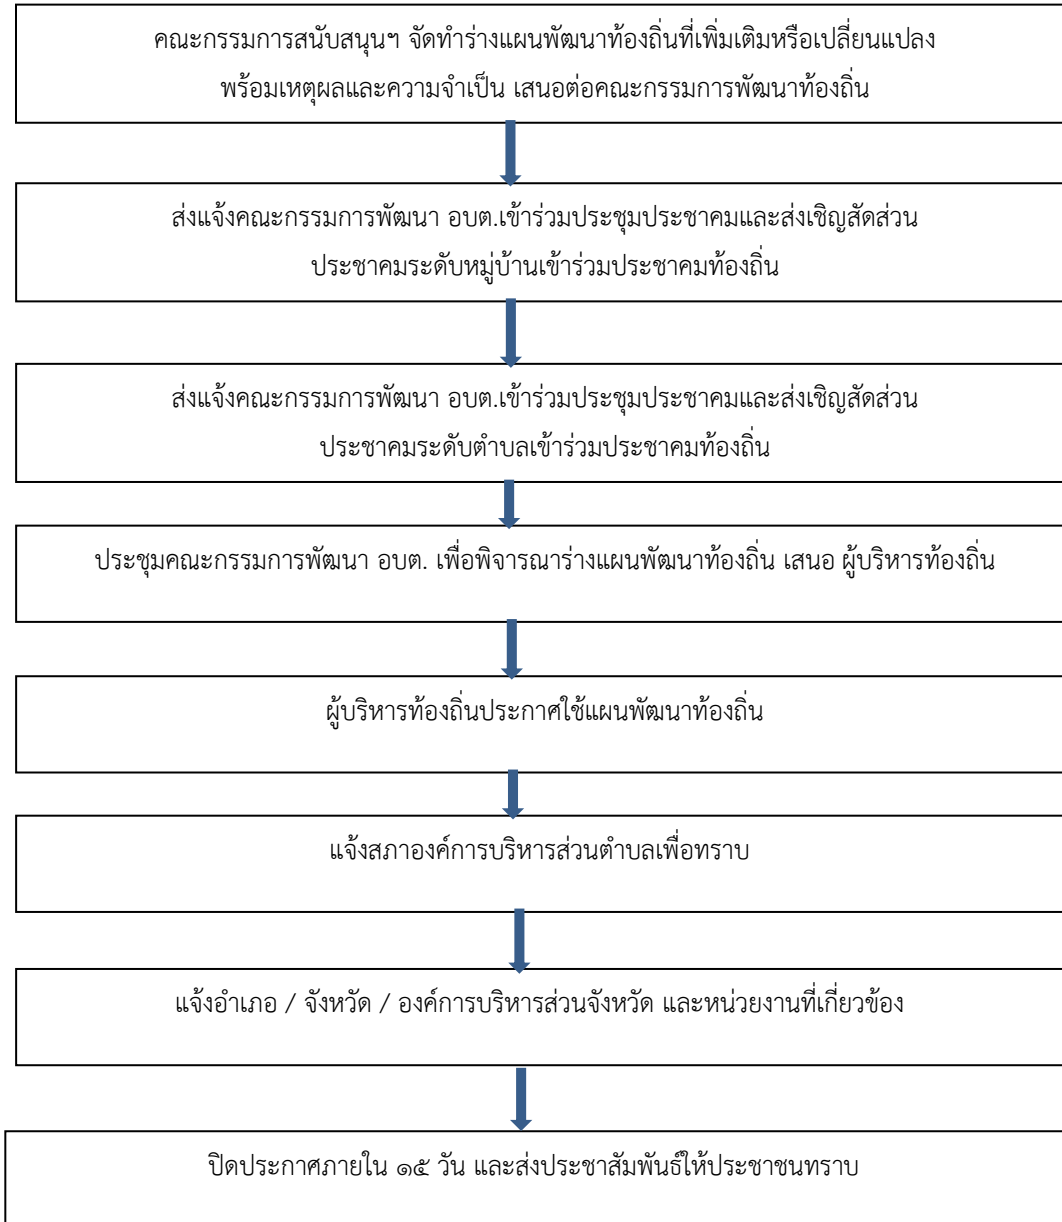 คณะกรรมการสนับสนุนฯ จัดทำร่างแผนพัฒนาท้องถิ่นที่เพิ่มเติมหรือเปลี่ยนแปลง
พร้อมเหตุผลและความจำเป็น เสนอต่อคณะกรรมการพัฒนาท้องถิ่น
ส่งแจ้งคณะกรรมการพัฒนา อบต.เข้าร่วมประชุมประชาคมและส่งเชิญสัดส่วน
ประชาคมระดับหมู่บ้านเข้าร่วมประชาคมท้องถิ่น
ส่งแจ้งคณะกรรมการพัฒนา อบต.เข้าร่วมประชุมประชาคมและส่งเชิญสัดส่วน
ประชาคมระดับตำบลเข้าร่วมประชาคมท้องถิ่น
ประชุมคณะกรรมการพัฒนา อบต. เพื่อพิจารณาร่างแผนพัฒนาท้องถิ่น เสนอ ผู้บริหารท้องถิ่น
ผู้บริหารท้องถิ่นประกาศใช้แผนพัฒนาท้องถิ่น
แจ้งสภาองค์การบริหารส่วนตำบลเพื่อทราบ
แจ้งอำเภอ / จังหวัด / องค์การบริหารส่วนจังหวัด และหน่วยงานที่เกี่ยวข้อง
ปิดประกาศภายใน ๑๕ วัน และส่งประชาสัมพันธ์ให้ประชาชนทราบ